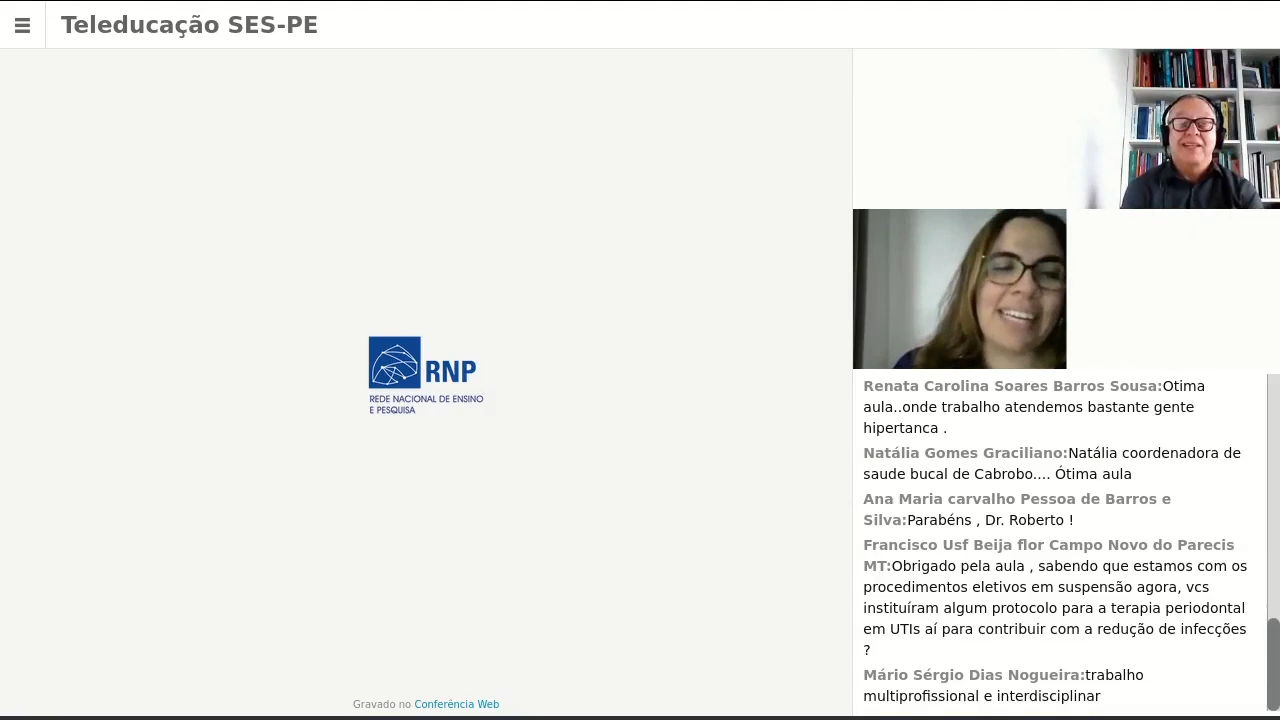 Teleducação SES-PE
RNP
REDE NACIONAL DE ENSINO
E PESQUISA
Gravado no Conferência Web
Renata Carolina Soares Barros Sousa:Otima
aula..onde trabalho atendemos bastante gente
hipertanca .
Natália Gomes Graciliano:Natália coordenadora de
saude bucal de Cabrobo.... Ótima aula
Ana Maria carvalho Pessoa de Barros e
Silva:Parabéns , Dr. Roberto !
Francisco Usf Beija flor Campo Novo do Parecis
MT:Obrigado pela aula , sabendo que estamos com os
procedimentos eletivos em suspensão agora, vcs
instituíram algum protocolo para a terapia periodontal
em UTIs aí para contribuir com a redução de infecções
?
Mário Sérgio Dias Nogueira:trabalho
multiprofissional e interdisciplinar